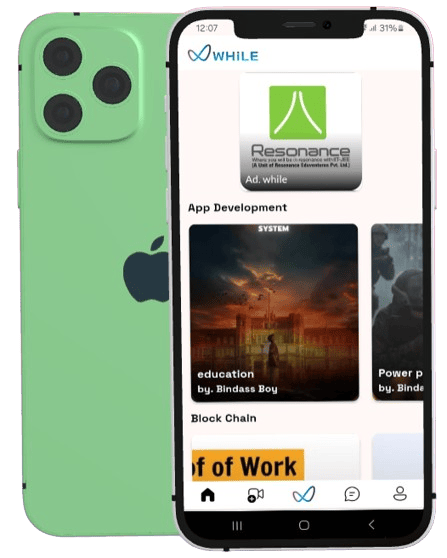 12:07
31%
WHiLE
Resonance
Where you will be in resonance with IIT-JEE
(A Unit of Resonance Eduventures Pvt. Ltd.)
Ad. while
App Development
SYSTEM
education
by. Bindass Boy
Power p
by. Binda
Block Chain
of of Work